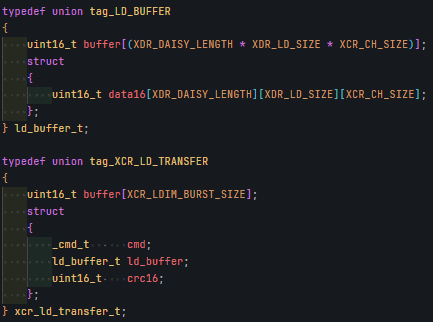 typedef union tag_LD_BUFFER
{
    uint16_t buffer[(XDR_DAISY_LENGTH * XDR_LD_SIZE * XCR_CH_SIZE)];
    struct
    {
        uint16_t data16[XDR_DAISY_LENGTH][XDR_LD_SIZE][XCR_CH_SIZE];
    };
} ld_buffer_t;

typedef union tag_XCR_LD_TRANSFER
{
    uint16_t buffer[XCR_LDIM_BURST_SIZE];
    struct
    {
        _cmd_t      cmd;
        ld_buffer_t ld_buffer;
        uint16_t    crc16;
    };
} xcr_ld_transfer_t;